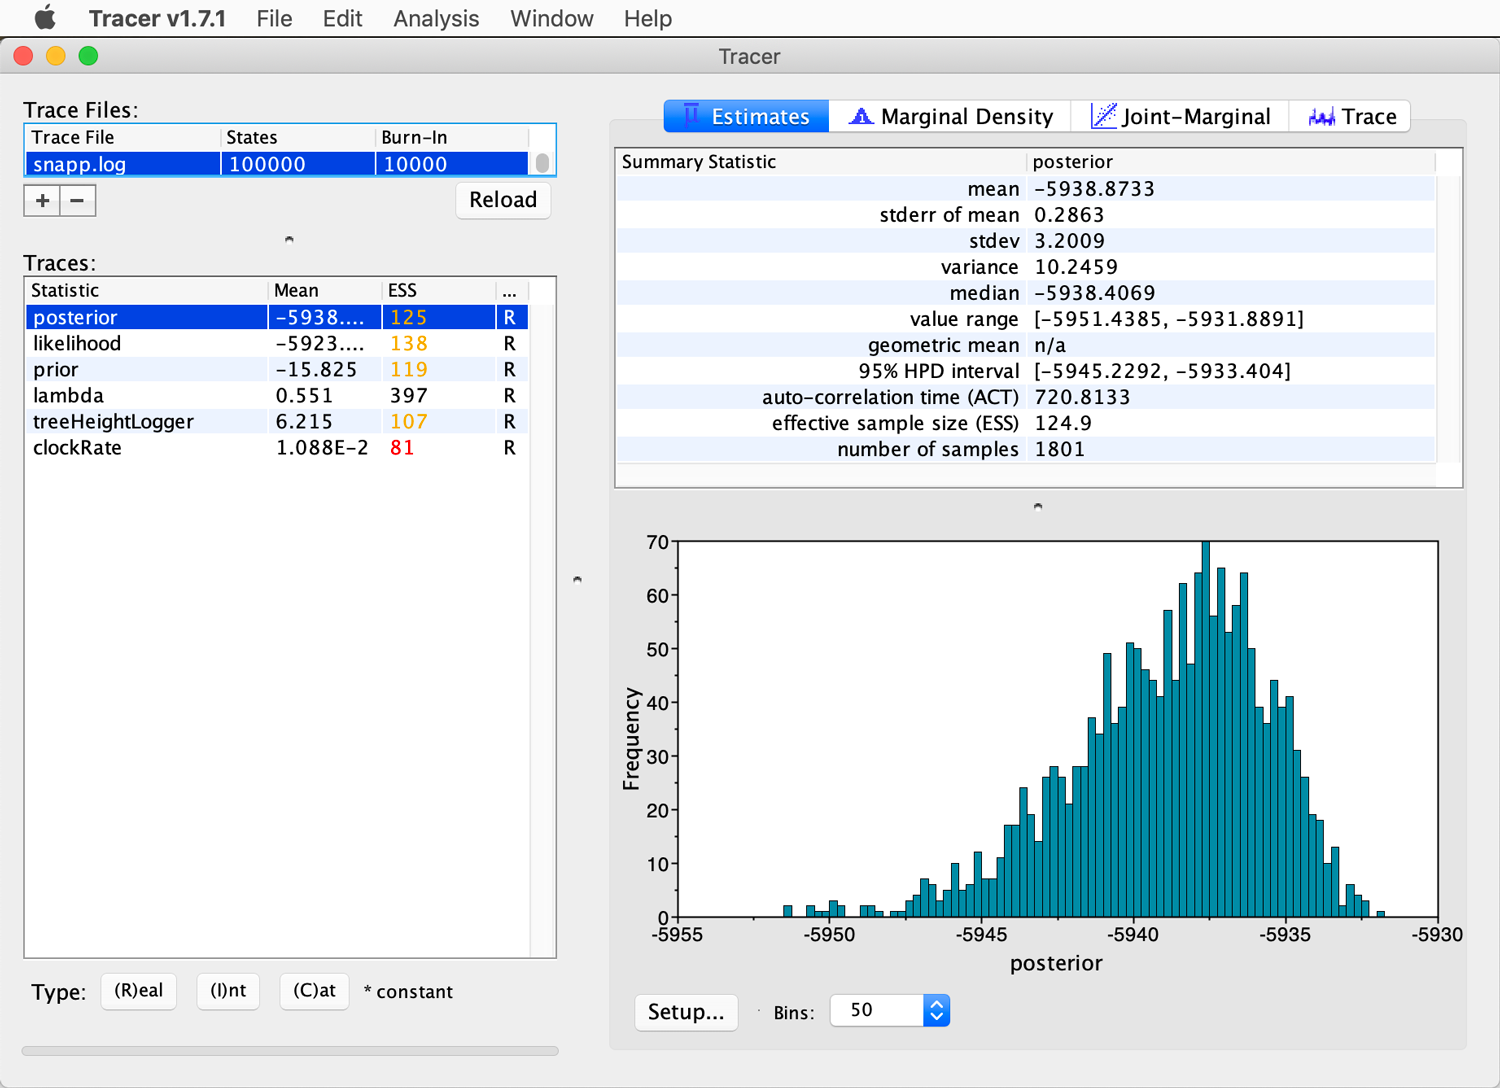 Tracer v1.7.1 File Edit Analysis Window Help
Tracer
Trace Files:
Trace File States Burn-In
snapp.log 100000 10000
+ −
Reload
Traces:
Statistic Mean ESS ...
posterior −5938.... 125 R
likelihood −5923.... 138 R
prior −15.825 119 R
lambda 0.551 397 R
treeHeightLogger 6.215 107 R
clockRate 1.088E−2 81 R
Type: (R)eal (I)nt (C)at * constant
Estimates Marginal Density Joint-Marginal Trace
Summary Statistic posterior
mean −5938.8733
stderr of mean 0.2863
stdev 3.2009
variance 10.2459
median −5938.4069
value range [−5951.4385, −5931.8891]
geometric mean n/a
95% HPD interval [−5945.2292, −5933.404]
auto-correlation time (ACT) 720.8133
effective sample size (ESS) 124.9
number of samples 1801
70
60
50
40
30
20
10
0
Frequency
-5955 -5950 -5945 -5940 -5935 -5930
posterior
Setup... Bins: 50